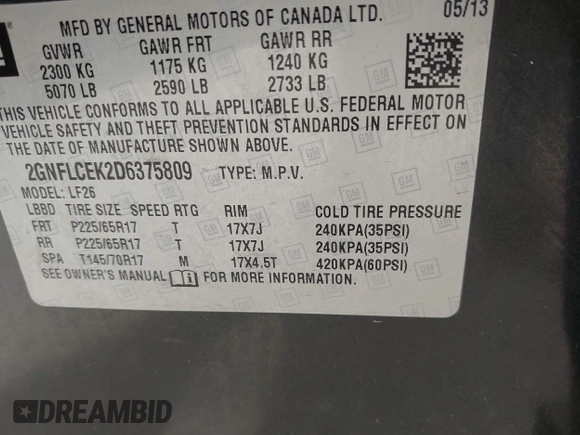 MFD BY GENERAL MOTORS OF CANADA LTD. 05/13
GVWR GAWR FRT GAWR RR
2300 KG 1175 KG 1240 KG
5070 LB 2590 LB 2733 LB
THIS VEHICLE CONFORMS TO ALL APPLICABLE U.S. FEDERAL MOTOR
VEHICLE SAFETY AND THEFT PREVENTION STANDARDS IN EFFECT ON
THE DATE OF MANUFACTURE SHOWN ABOVE.
2GNFLCEK2D6375809 TYPE: M.P.V.
MODEL: LF26
LBBD TIRE SIZE SPEED RTG RIM COLD TIRE PRESSURE
FRT P225/65R17 T 17X7J 240KPA(35PSI)
RR P225/65R17 T 17X7J 240KPA(35PSI)
SPA T145/70R17 M 17X4.5T 420KPA(60PSI)
SEE OWNER'S MANUAL FOR MORE INFORMATION.
DREAMBID